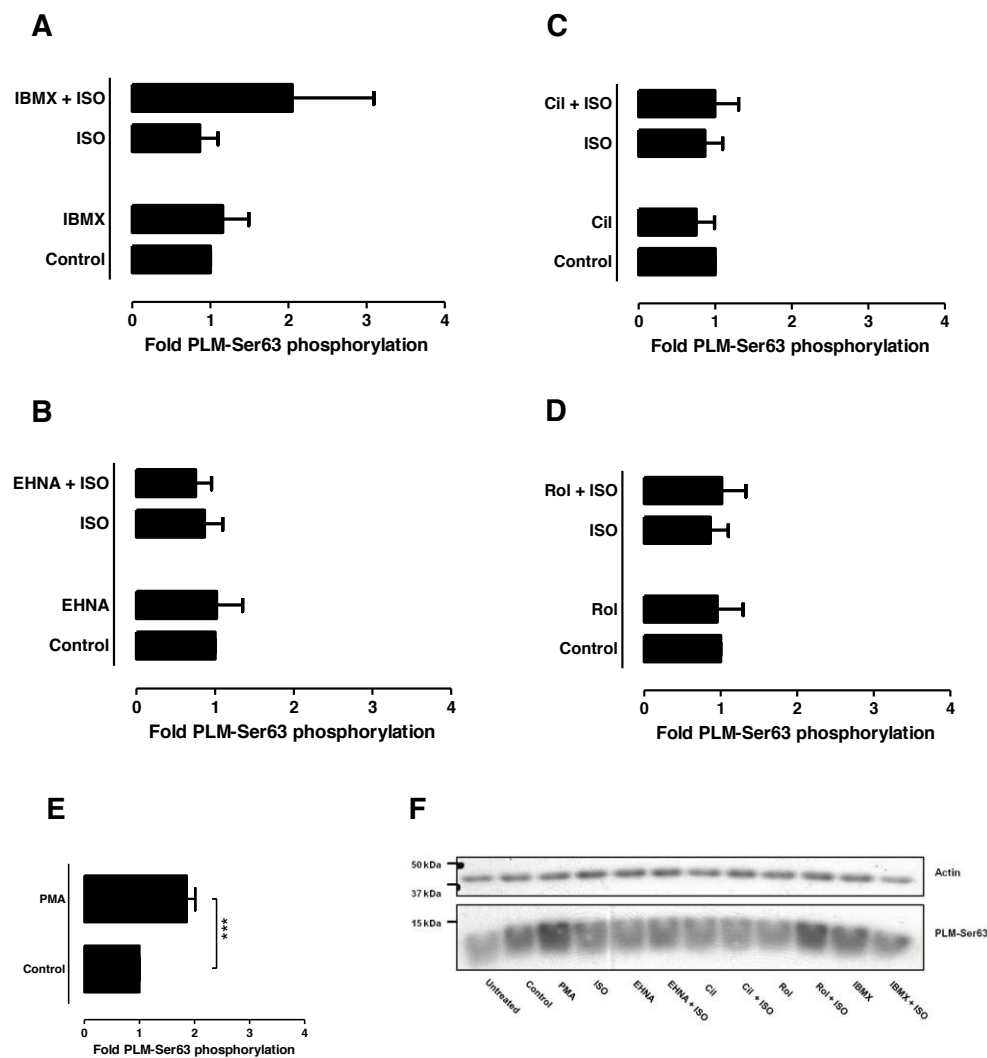 A
IBMX + ISO
ISO
IBMX
Control
0 1 2 3 4
Fold PLM-Ser63 phosphorylation
C
Cil + ISO
ISO
Cil
Control
0 1 2 3 4
Fold PLM-Ser63 phosphorylation
B
EHNA + ISO
ISO
EHNA
Control
0 1 2 3 4
Fold PLM-Ser63 phosphorylation
D
Rol + ISO
ISO
Rol
Control
0 1 2 3 4
Fold PLM-Ser63 phosphorylation
E
PMA
***
Control
0 1 2 3 4
Fold PLM-Ser63 phosphorylation
F
50 kDa
Actin
37 kDa
15 kDa
PLM-Ser63
Untreated
Control
PMA
ISO
EHNA
EHNA + ISO
Cil
Cil + ISO
Rol
Rol + ISO
IBMX
IBMX + ISO